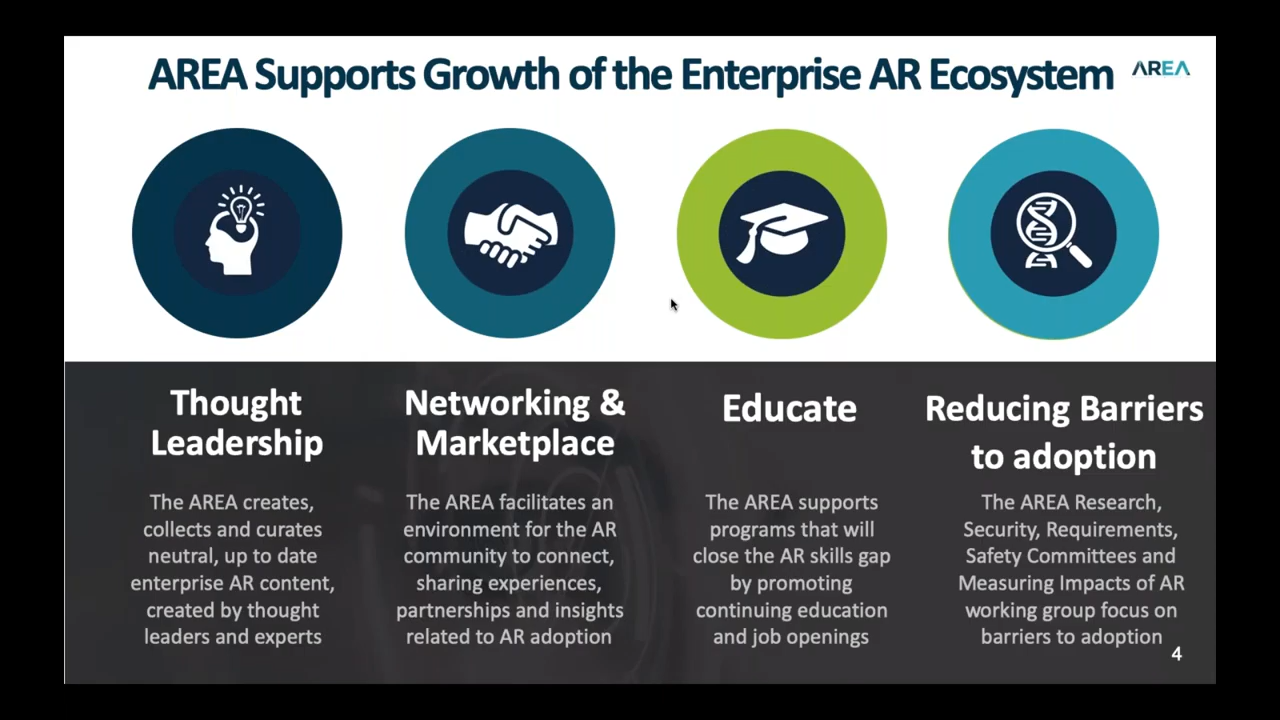 AREA Supports Growth of the Enterprise AR Ecosystem
AREA
Thought
Leadership
The AREA creates,
collects and curates
neutral, up to date
enterprise AR content,
created by thought
leaders and experts
Networking &
Marketplace
The AREA facilitates an
environment for the AR
community to connect,
sharing experiences,
partnerships and insights
related to AR adoption
Educate
The AREA supports
programs that will
close the AR skills gap
by promoting
continuing education
and job openings
Reducing Barriers
to adoption
The AREA Research,
Security, Requirements,
Safety Committees and
Measuring Impacts of AR
working group focus on
barriers to adoption
4